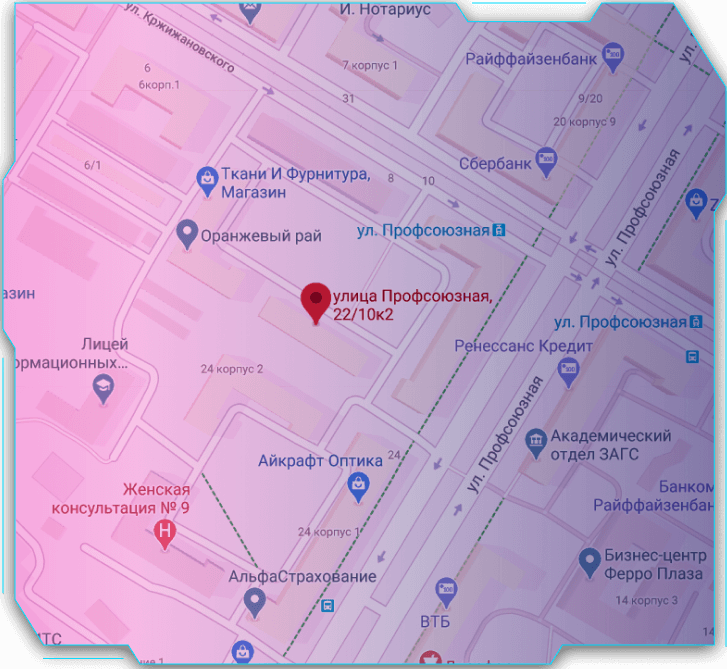 И. Нотариус
ул. Кржижановского
Райффайзенбанк
6
6корп.1
7 корпус 1
31
9/20
20 корпус 9
6/1
Ткани И Фурнитура,
Магазин
8
10
Сбербанк
ул. Профсоюзная
Оранжевый рай
ул. Профсоюзная
Z
азин
улица Профсоюзная,
22/10к2
ул. Профсоюзная
Лицей
ормационных...
Ренессанс Кредит
24 корпус 2
ул. Профсоюзная
Академический
отдел ЗАГС
24
Айкрафт Оптика
Женская
консультация № 9
H
Банком
Райффайзенбан
24 корпус 1
Бизнес-центр
Ферро Плаза
АльфаСтрахование
14 корпус 3
ВТБ
ул.
ИТС
14